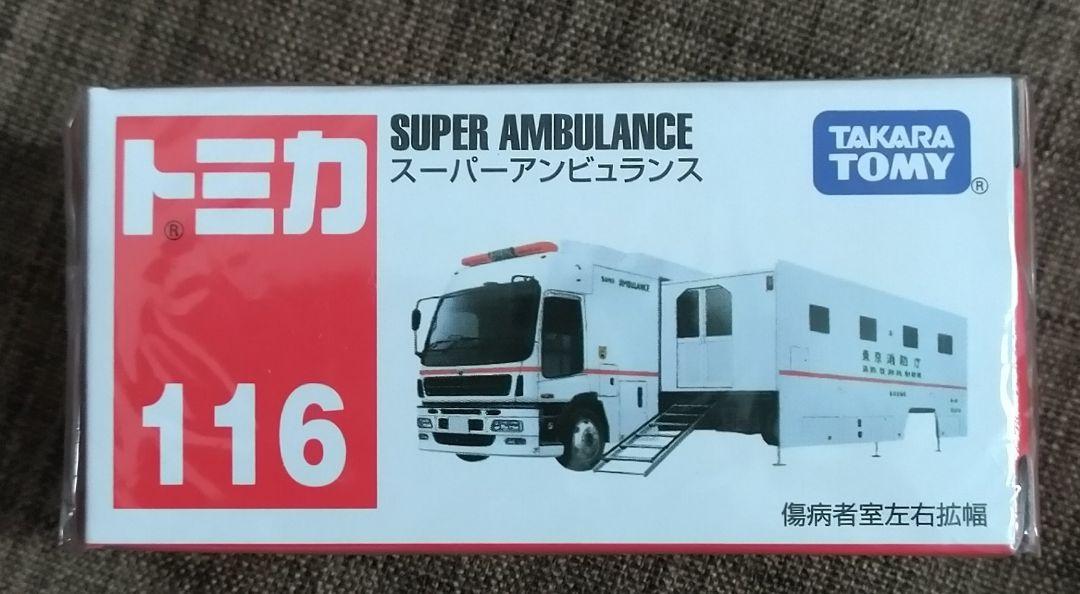 トミカ
®
116
SUPER AMBULANCE
スーパーアンビュランス
TAKARA
TOMY
®
SUPER AMBULANCE
東京消防庁
傷病者室左右拡幅